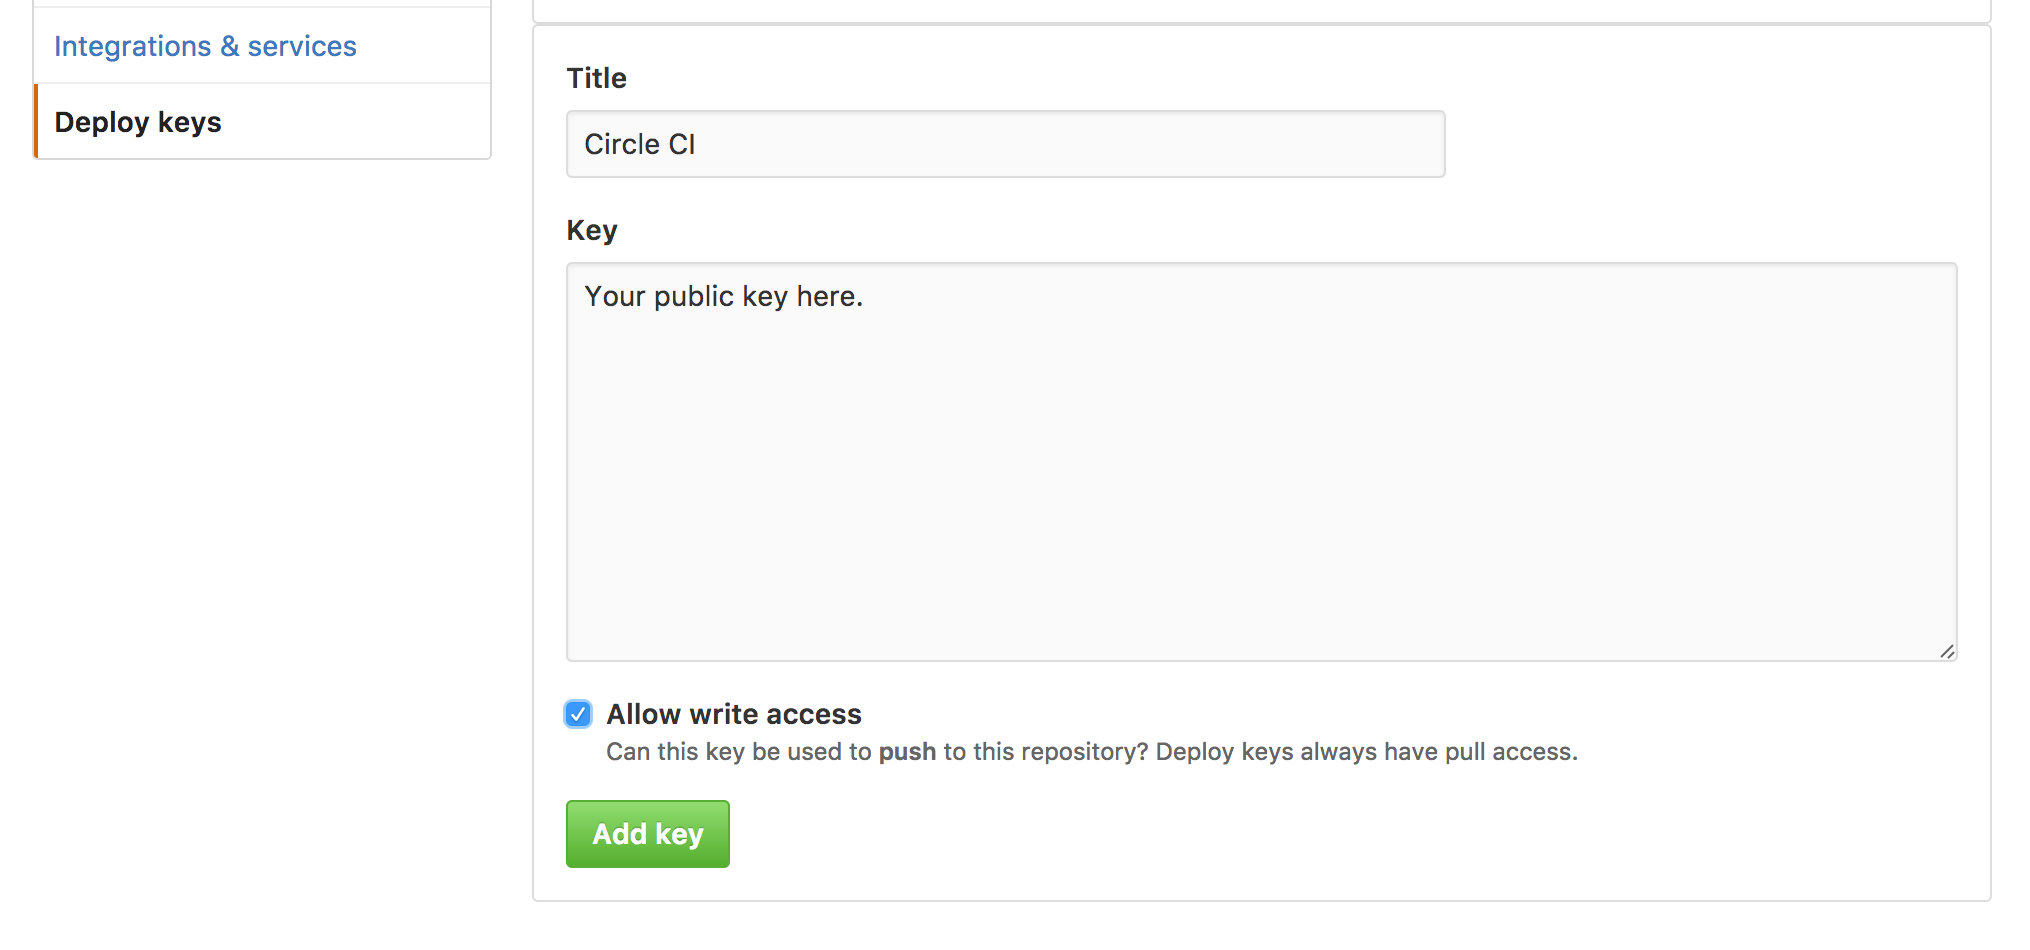 Integrations & services
Deploy keys
Title
Circle CI
Key
Your public key here.
Allow write access
Can this key be used to push to this repository? Deploy keys always have pull access.
Add key